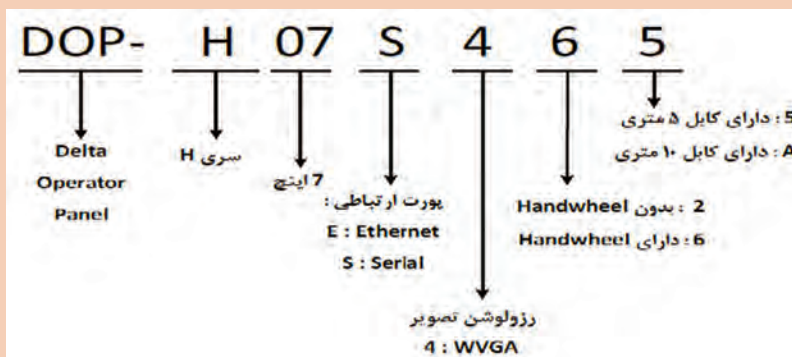 DOP- H 07 S 4 6 5
Delta
Operator
Panel
سری H
7 اینچ
پورت ارتباطی :
E : Ethernet
S : Serial
رزولوشن تصویر
4 : WVGA
2 : بدون Handwheel
6 : دارای Handwheel
5 : دارای کابل ۵ متری
A : دارای کابل ۱۰ متری